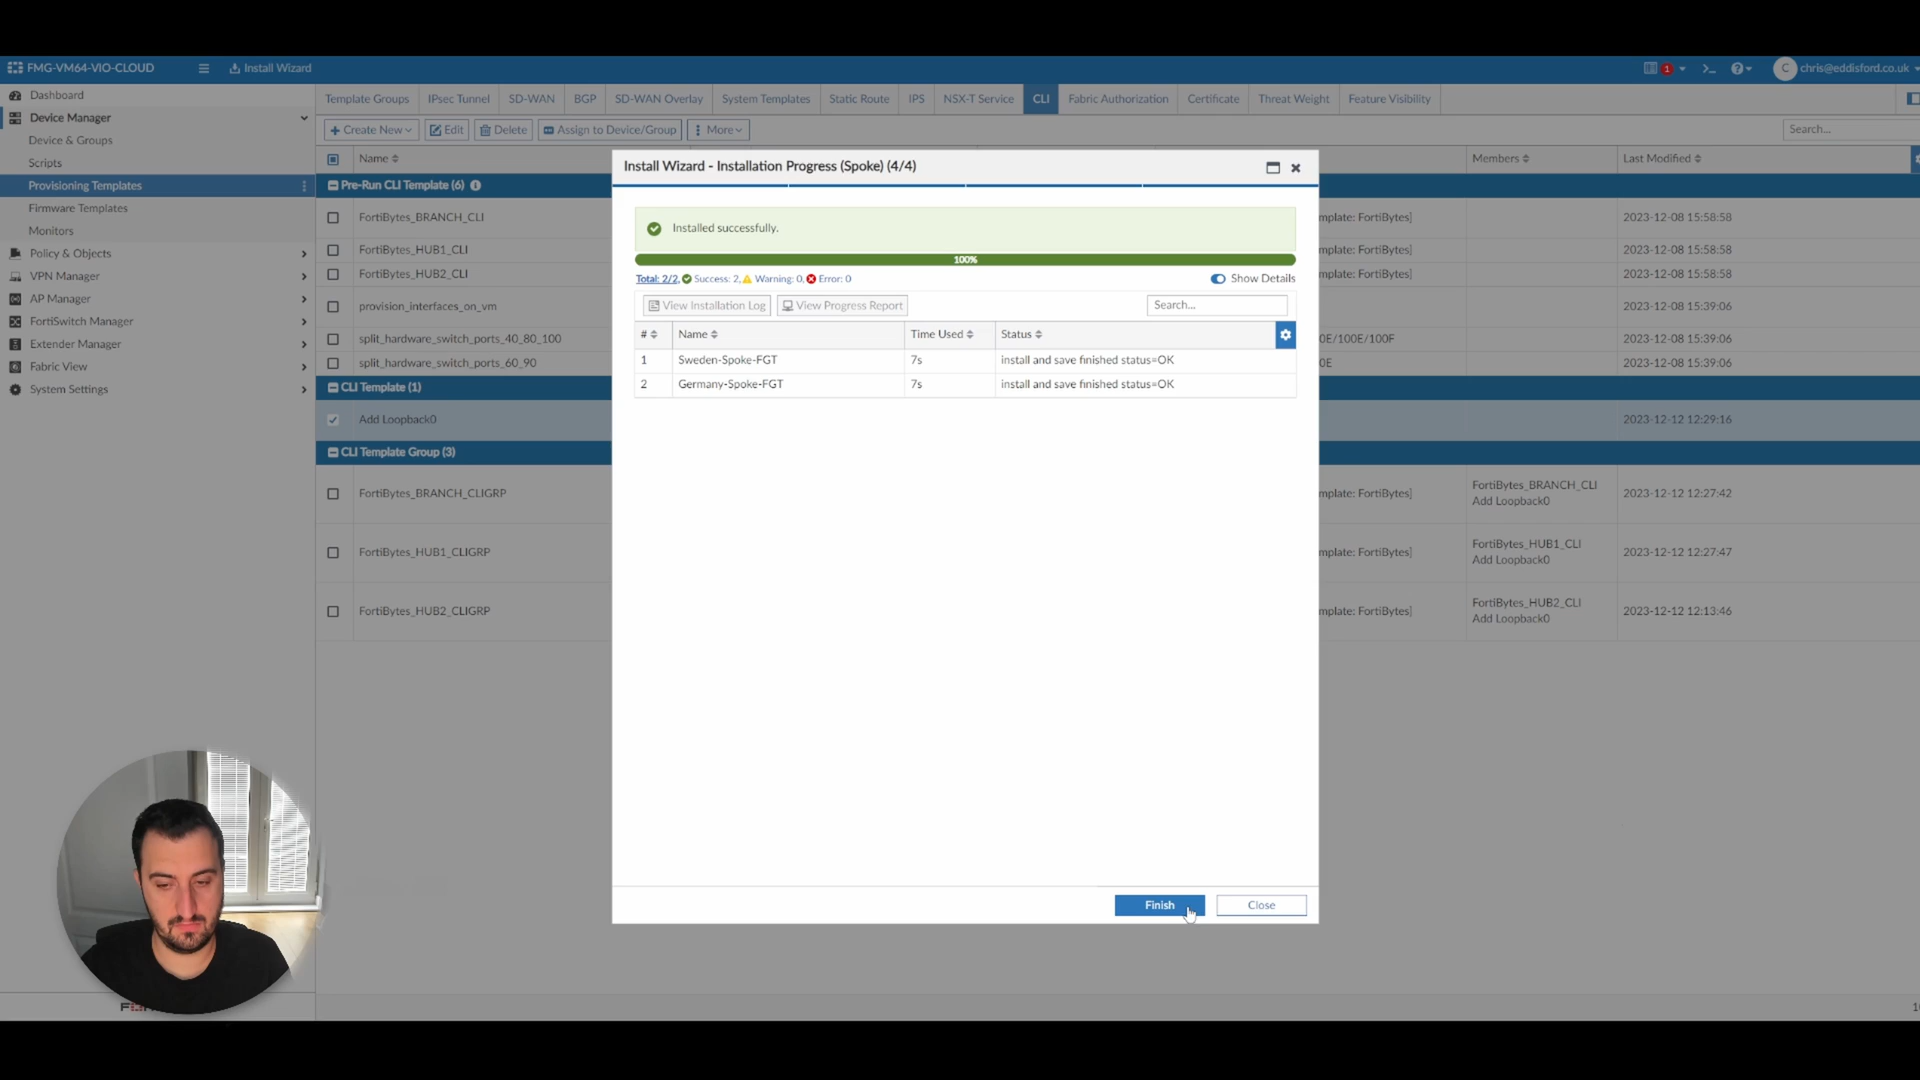 FMG-VM64-VIO-CLOUD
Install Wizard
1
C
chris@eddisford.co.uk
Dashboard
Device Manager
Device & Groups
Scripts
Provisioning Templates
Firmware Templates
Monitors
Policy & Objects
VPN Manager
AP Manager
FortiSwitch Manager
Extender Manager
Fabric View
System Settings
Template Groups
IPsec Tunnel
SD-WAN
BGP
SD-WAN Overlay
System Templates
Static Route
IPS
NSX-T Service
CLI
Fabric Authorization
Certificate
Threat Weight
Feature Visibility
Create New
Edit
Delete
Assign to Device/Group
More
Search...
Name
Members
Last Modified
Pre-Run CLI Template (6)
FortiBytes_BRANCH_CLI
mplate: FortiBytes]
2023-12-08 15:58:58
FortiBytes_HUB1_CLI
mplate: FortiBytes]
2023-12-08 15:58:58
FortiBytes_HUB2_CLI
mplate: FortiBytes]
2023-12-08 15:58:58
provision_interfaces_on_vm
2023-12-08 15:39:06
split_hardware_switch_ports_40_80_100
0E/100E/100F
2023-12-08 15:39:06
split_hardware_switch_ports_60_90
0E
2023-12-08 15:39:06
CLI Template (1)
Add Loopback0
2023-12-12 12:29:16
CLI Template Group (3)
FortiBytes_BRANCH_CLIGRP
mplate: FortiBytes]
FortiBytes_BRANCH_CLI
Add Loopback0
2023-12-12 12:27:42
FortiBytes_HUB1_CLIGRP
mplate: FortiBytes]
FortiBytes_HUB1_CLI
Add Loopback0
2023-12-12 12:27:47
FortiBytes_HUB2_CLIGRP
mplate: FortiBytes]
FortiBytes_HUB2_CLI
Add Loopback0
2023-12-12 12:13:46
Install Wizard - Installation Progress (Spoke) (4/4)
Installed successfully.
100%
Total: 2/2, Success: 2, Warning: 0, Error: 0
Show Details
View Installation Log
View Progress Report
Search...
# Name Time Used Status
1 Sweden-Spoke-FGT 7s install and save finished status=OK
2 Germany-Spoke-FGT 7s install and save finished status=OK
Finish
Close